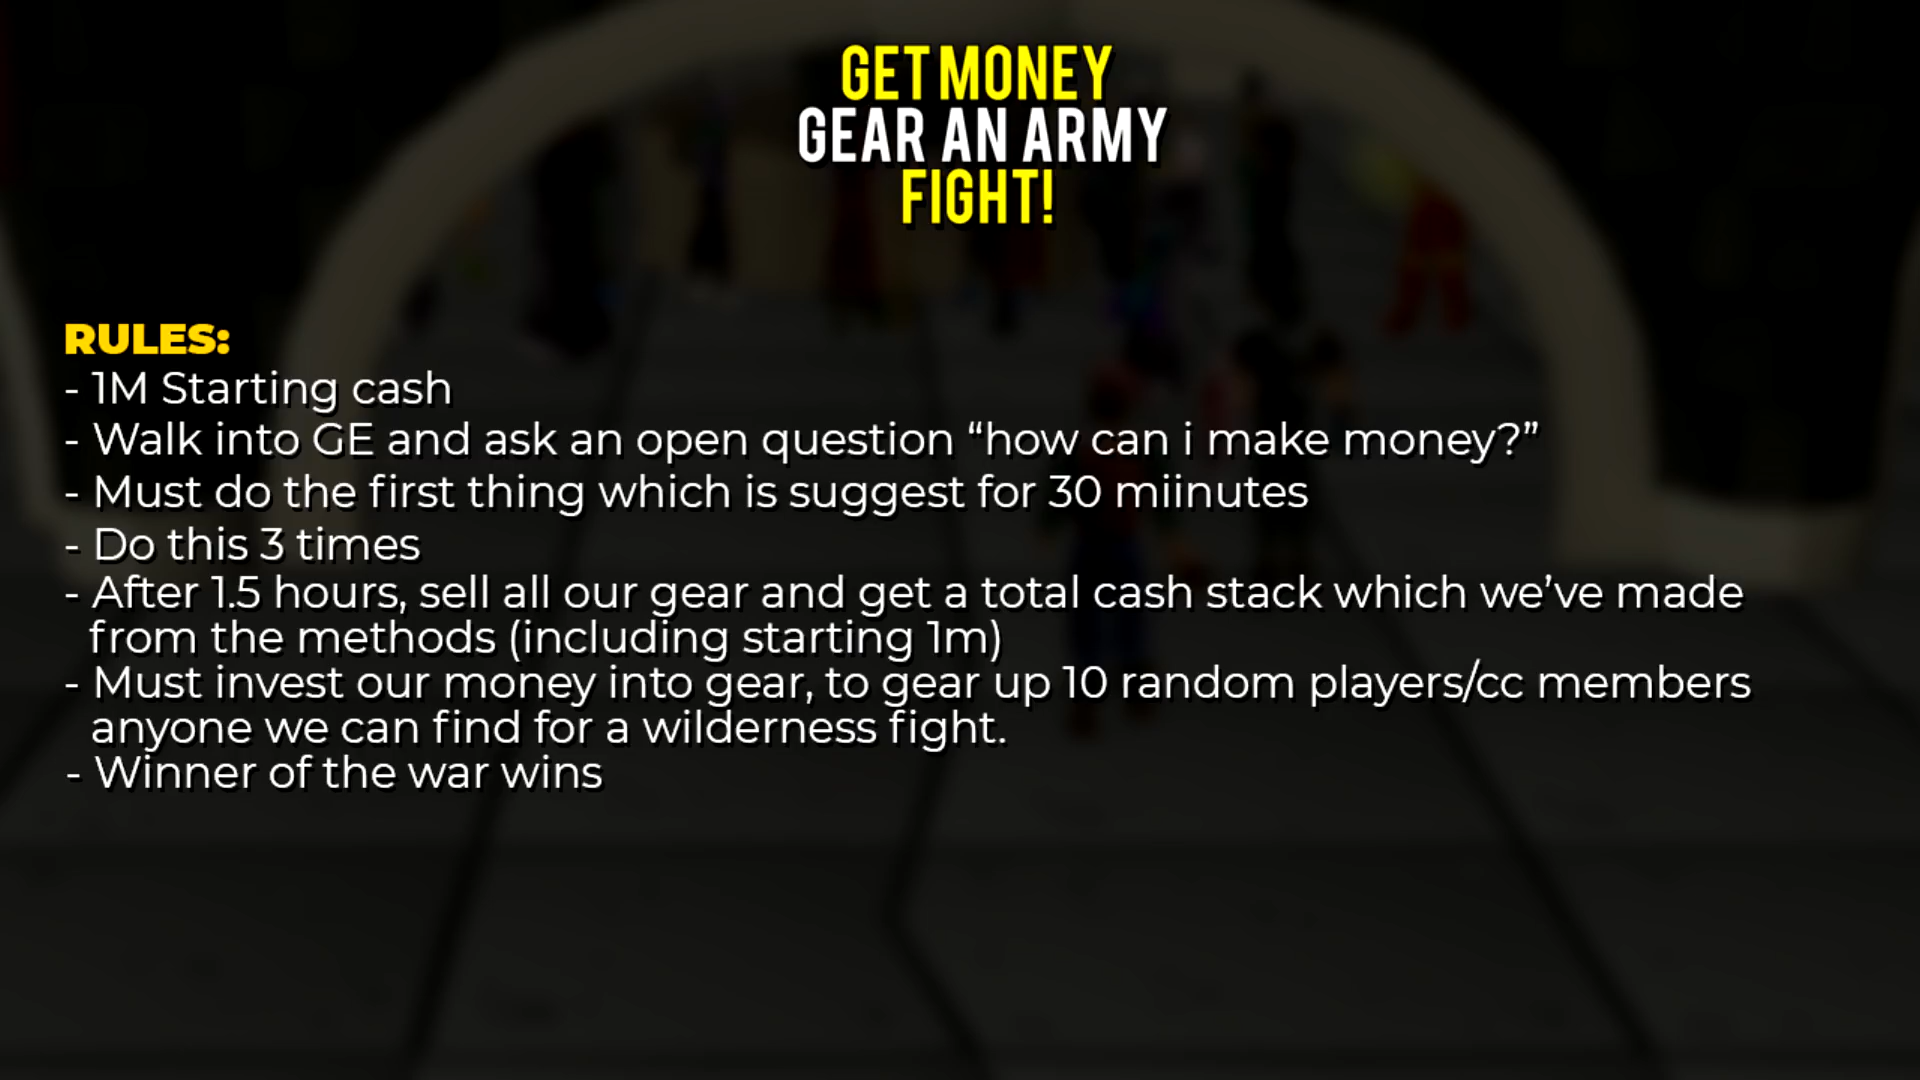 GET MONEY
GEAR AN ARMY
FIGHT!
RULES:
- 1M Starting cash
- Walk into GE and ask an open question “how can i make money?”
- Must do the first thing which is suggest for 30 miinutes
- Do this 3 times
- After 1.5 hours, sell all our gear and get a total cash stack which we’ve made
from the methods (including starting 1m)
- Must invest our money into gear, to gear up 10 random players/cc members
anyone we can find for a wilderness fight.
- Winner of the war wins